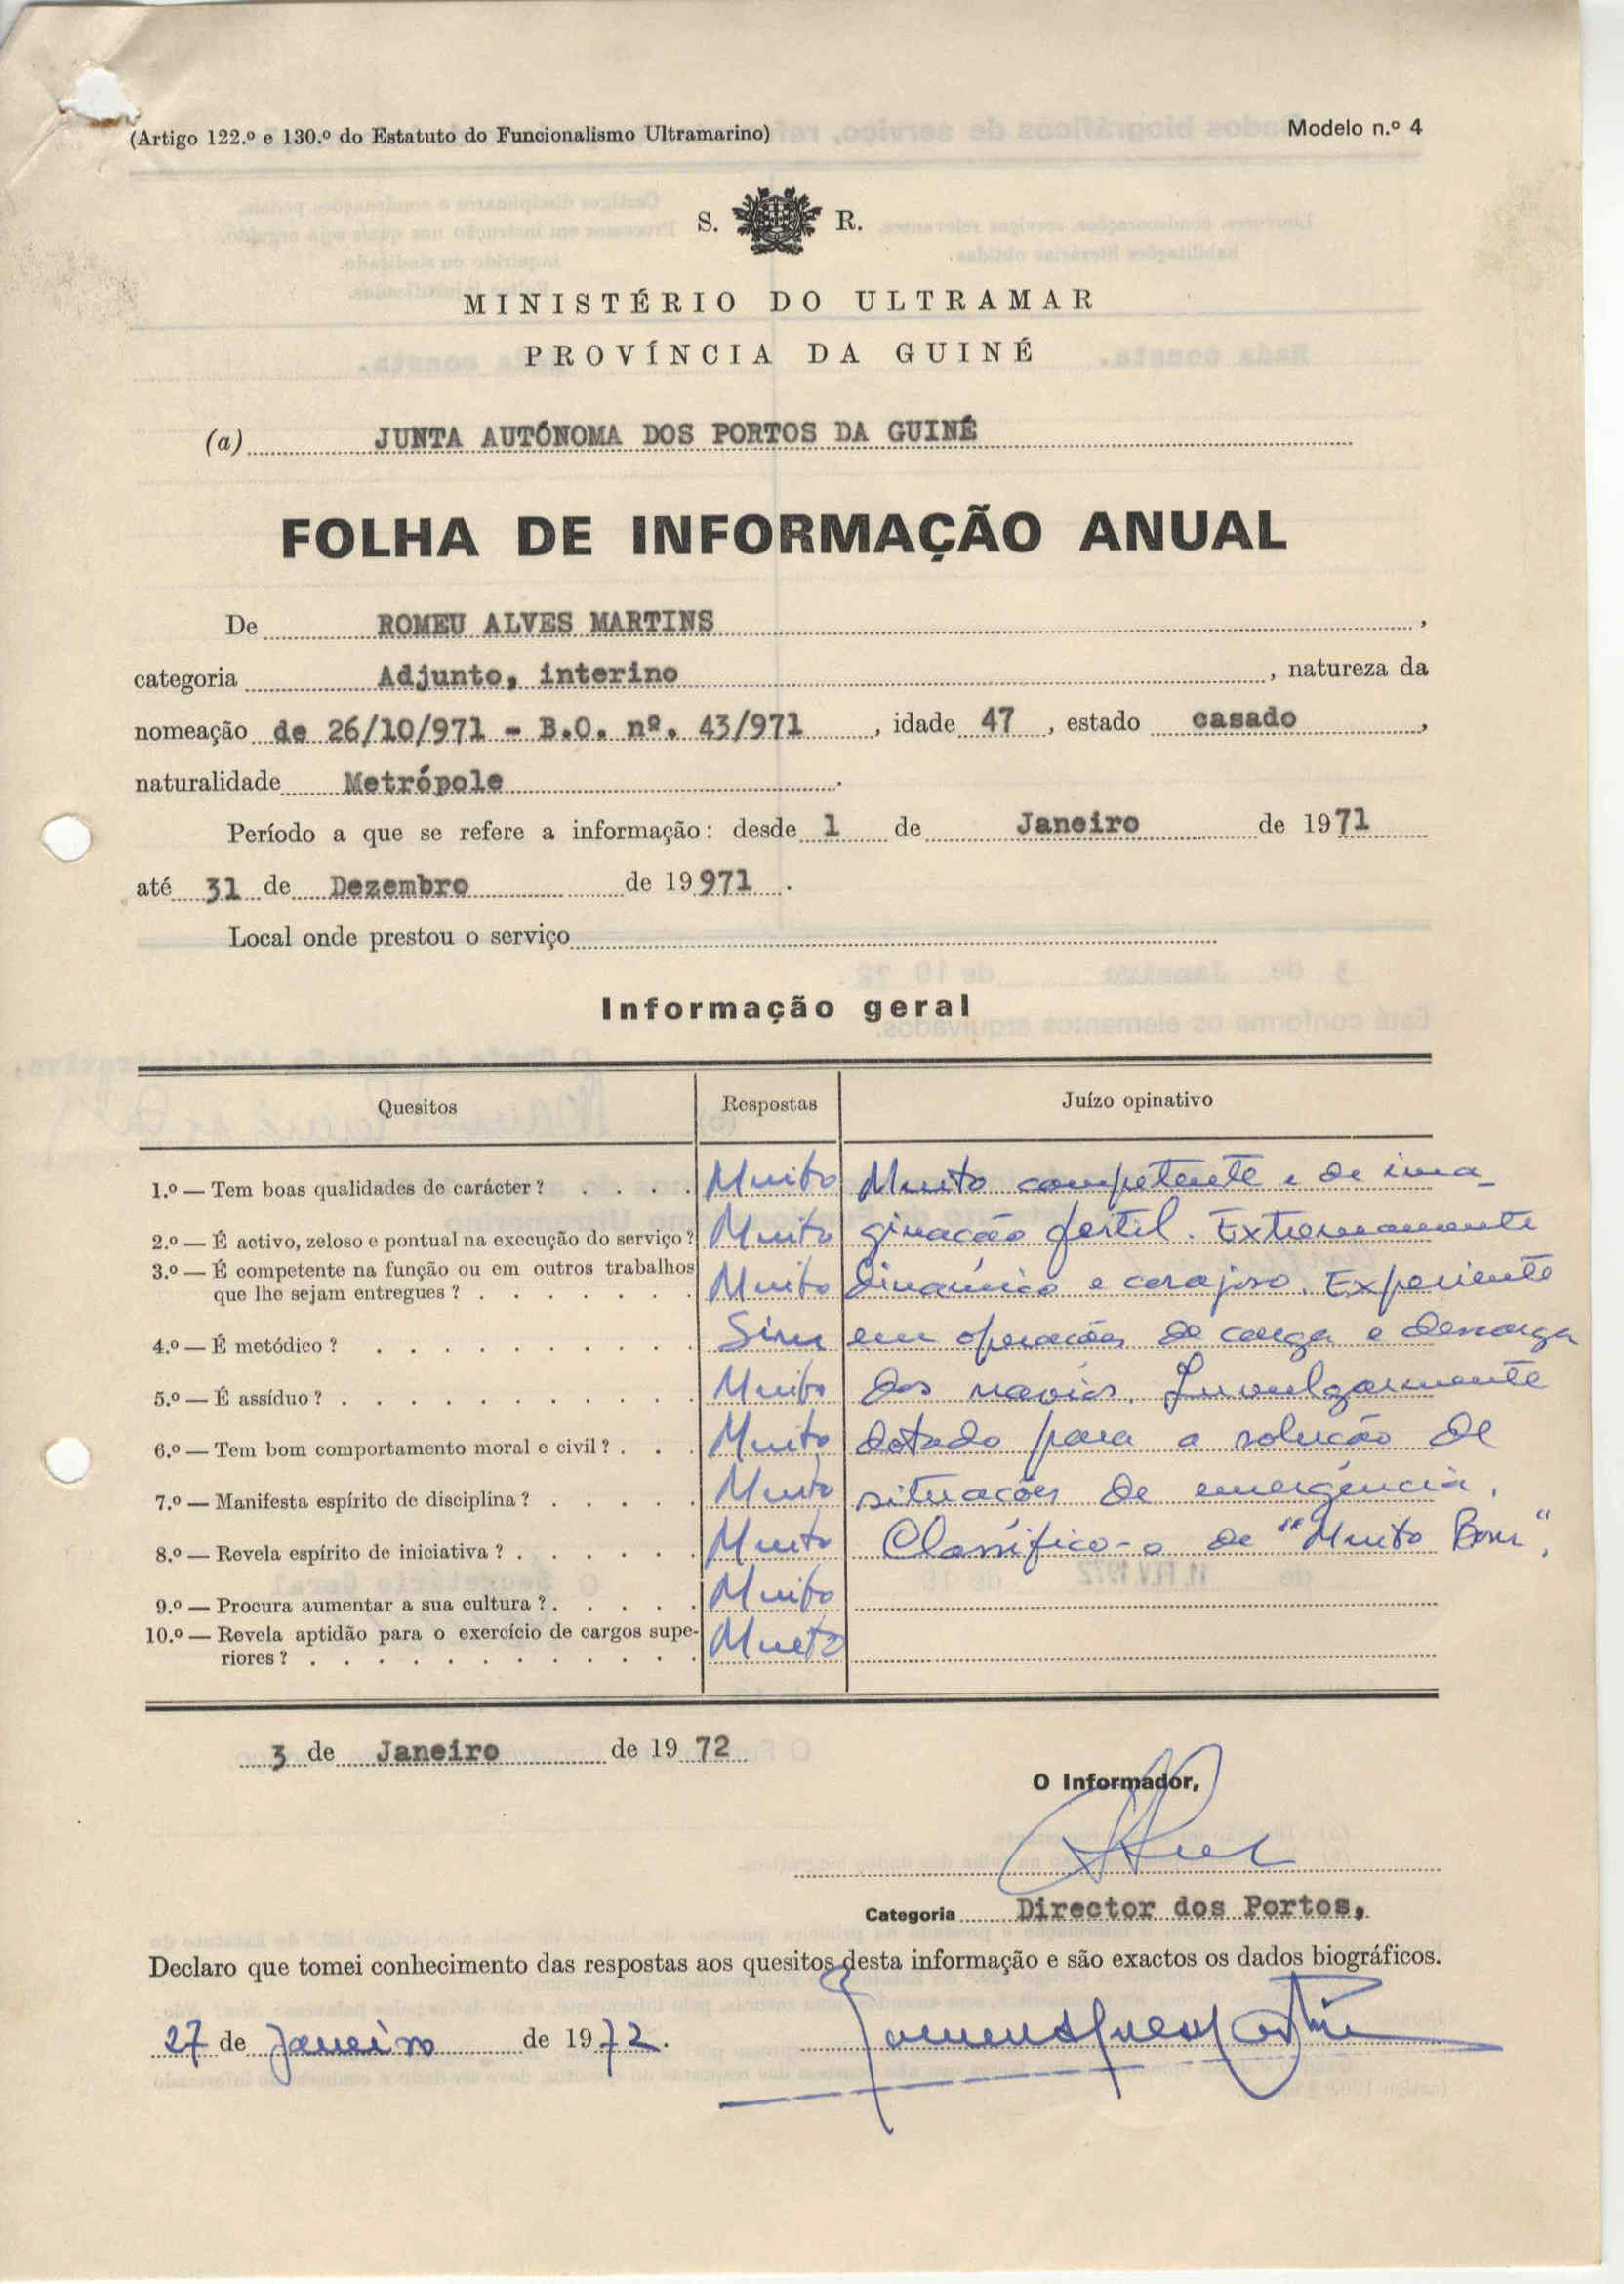 (Artigo 122.º e 130.º do Estatuto do Funcionalismo Ultramarino)
Modelo n.º 4
S. R.
MINISTÉRIO DO ULTRAMAR
PROVÍNCIA DA GUINÉ
(a) JUNTA AUTÓNOMA DOS PORTOS DA GUINÉ
FOLHA DE INFORMAÇÃO ANUAL
De ROMEU ALVES MARTINS,
categoria Adjunto, interino, natureza da
nomeação de 26/10/971 - B.O. nº. 43/971, idade 47, estado casado,
naturalidade Metrópole.
Período a que se refere a informação: desde 1 de Janeiro de 1971
até 31 de Dezembro de 19971.
Local onde prestou o serviço
Informação geral
Quesitos Respostas Juízo opinativo
1.º — Tem boas qualidades de carácter? Muito Muito competente e de ima_
2.º — É activo, zeloso e pontual na execução do serviço? Muito ginação fertil. Extremamente
3.º — É competente na função ou em outros trabalhos
que lhe sejam entregues? Muito dinamico e corajoso. Experiente
4.º — É metódico? Sim em operações de carga e descarga
5.º — É assíduo? Muito dos navios. Invulgarmente
6.º — Tem bom comportamento moral e civil? Muito dotado para a solução de
7.º — Manifesta espírito de disciplina? Muito situações de emergência.
8.º — Revela espírito de iniciativa? Muito Classifico-o de "Muito Bom".
9.º — Procura aumentar a sua cultura? Muito
10.º — Revela aptidão para o exercício de cargos supe-
riores? Muito
3 de Janeiro de 1972
O Informador,
Categoria Director dos Portos,
Declaro que tomei conhecimento das respostas aos quesitos desta informação e são exactos os dados biográficos.
27 de Janeiro de 1972.